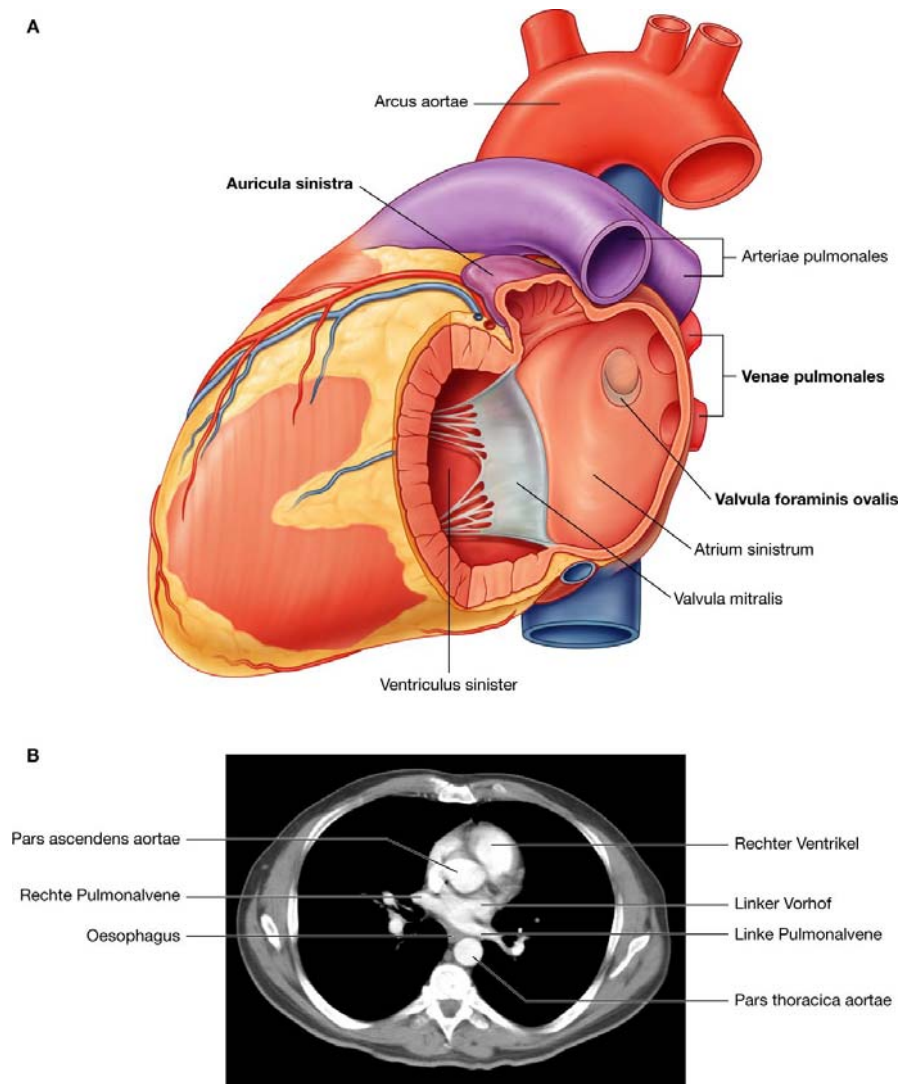 A
Arcus aortae
Auricula sinistra
Arteriae pulmonales
Venae pulmonales
Valvula foraminis ovalis
Atrium sinistrum
Valvula mitralis
Ventriculus sinister
B
Pars ascendens aortae
Rechter Ventrikel
Rechte Pulmonalvene
Linker Vorhof
Oesophagus
Linke Pulmonalvene
Pars thoracica aortae